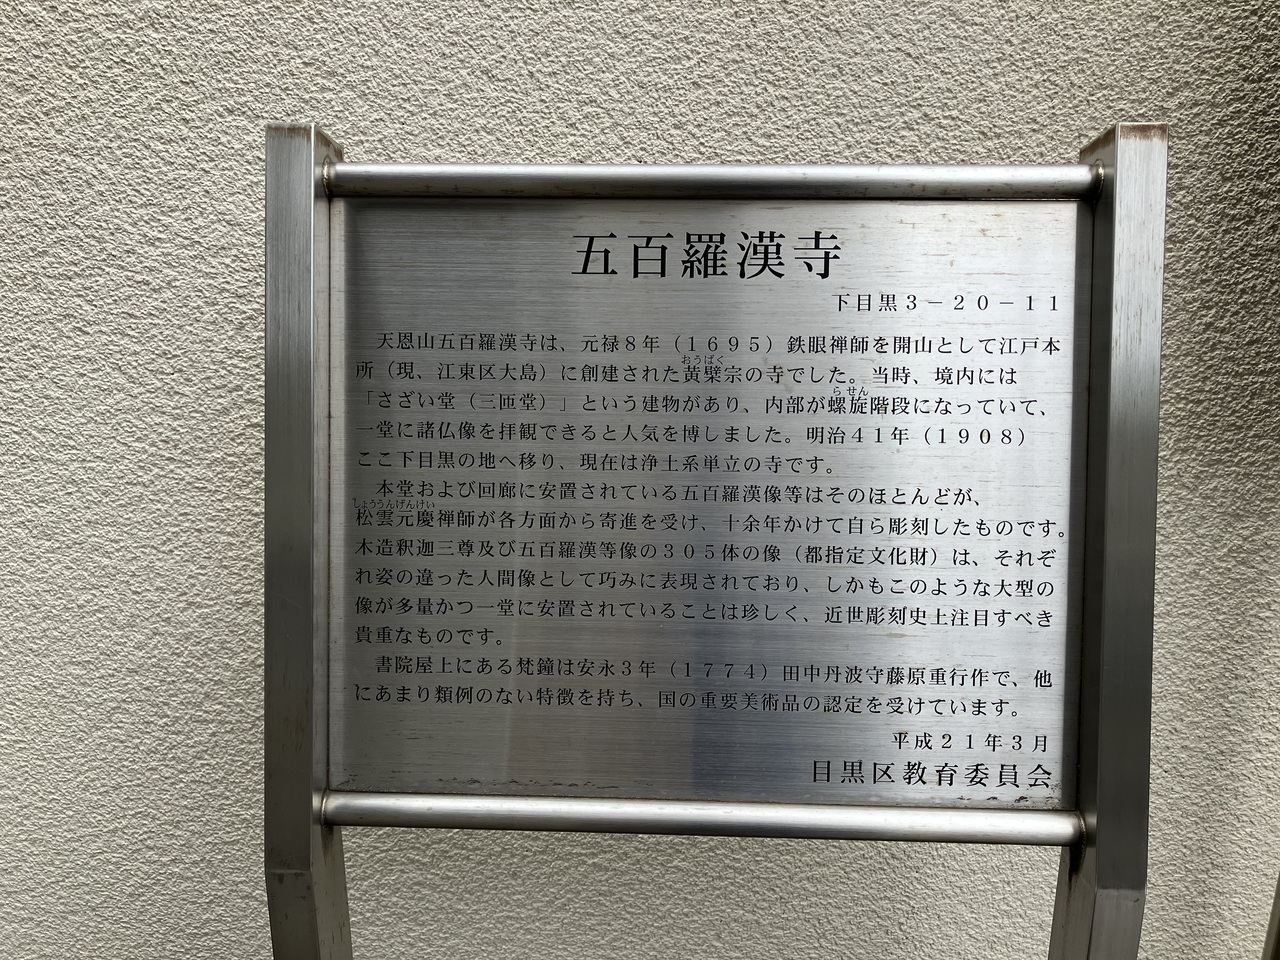 五百羅漢寺
下目黒３－２０－１１
天恩山五百羅漢寺は、元禄８年（１６９５）鉄眼禅師を開山として江戸本
所（現、江東区大島）に創建された黄檗宗の寺でした。当時、境内には
「さざい堂（三匝堂）」という建物があり、内部が螺旋階段になっていて、
一堂に諸仏像を拝観できると人気を博しました。明治４１年（１９０８）
ここ下目黒の地へ移り、現在は浄土系単立の寺です。
本堂および回廊に安置されている五百羅漢像等はそのほとんどが、
松雲元慶禅師が各方面から寄進を受け、十余年かけて自ら彫刻したものです。
木造釈迦三尊及び五百羅漢等像の３０５体の像（都指定文化財）は、それぞ
れ姿の違った人間像として巧みに表現されており、しかもこのような大型の
像が多量かつ一堂に安置されていることは珍しく、近世彫刻史上注目すべき
貴重なものです。
書院屋上にある梵鐘は安永３年（１７７４）田中丹波守藤原重行作で、他
にあまり類例のない特徴を持ち、国の重要美術品の認定を受けています。
平成２１年３月
目黒区教育委員会